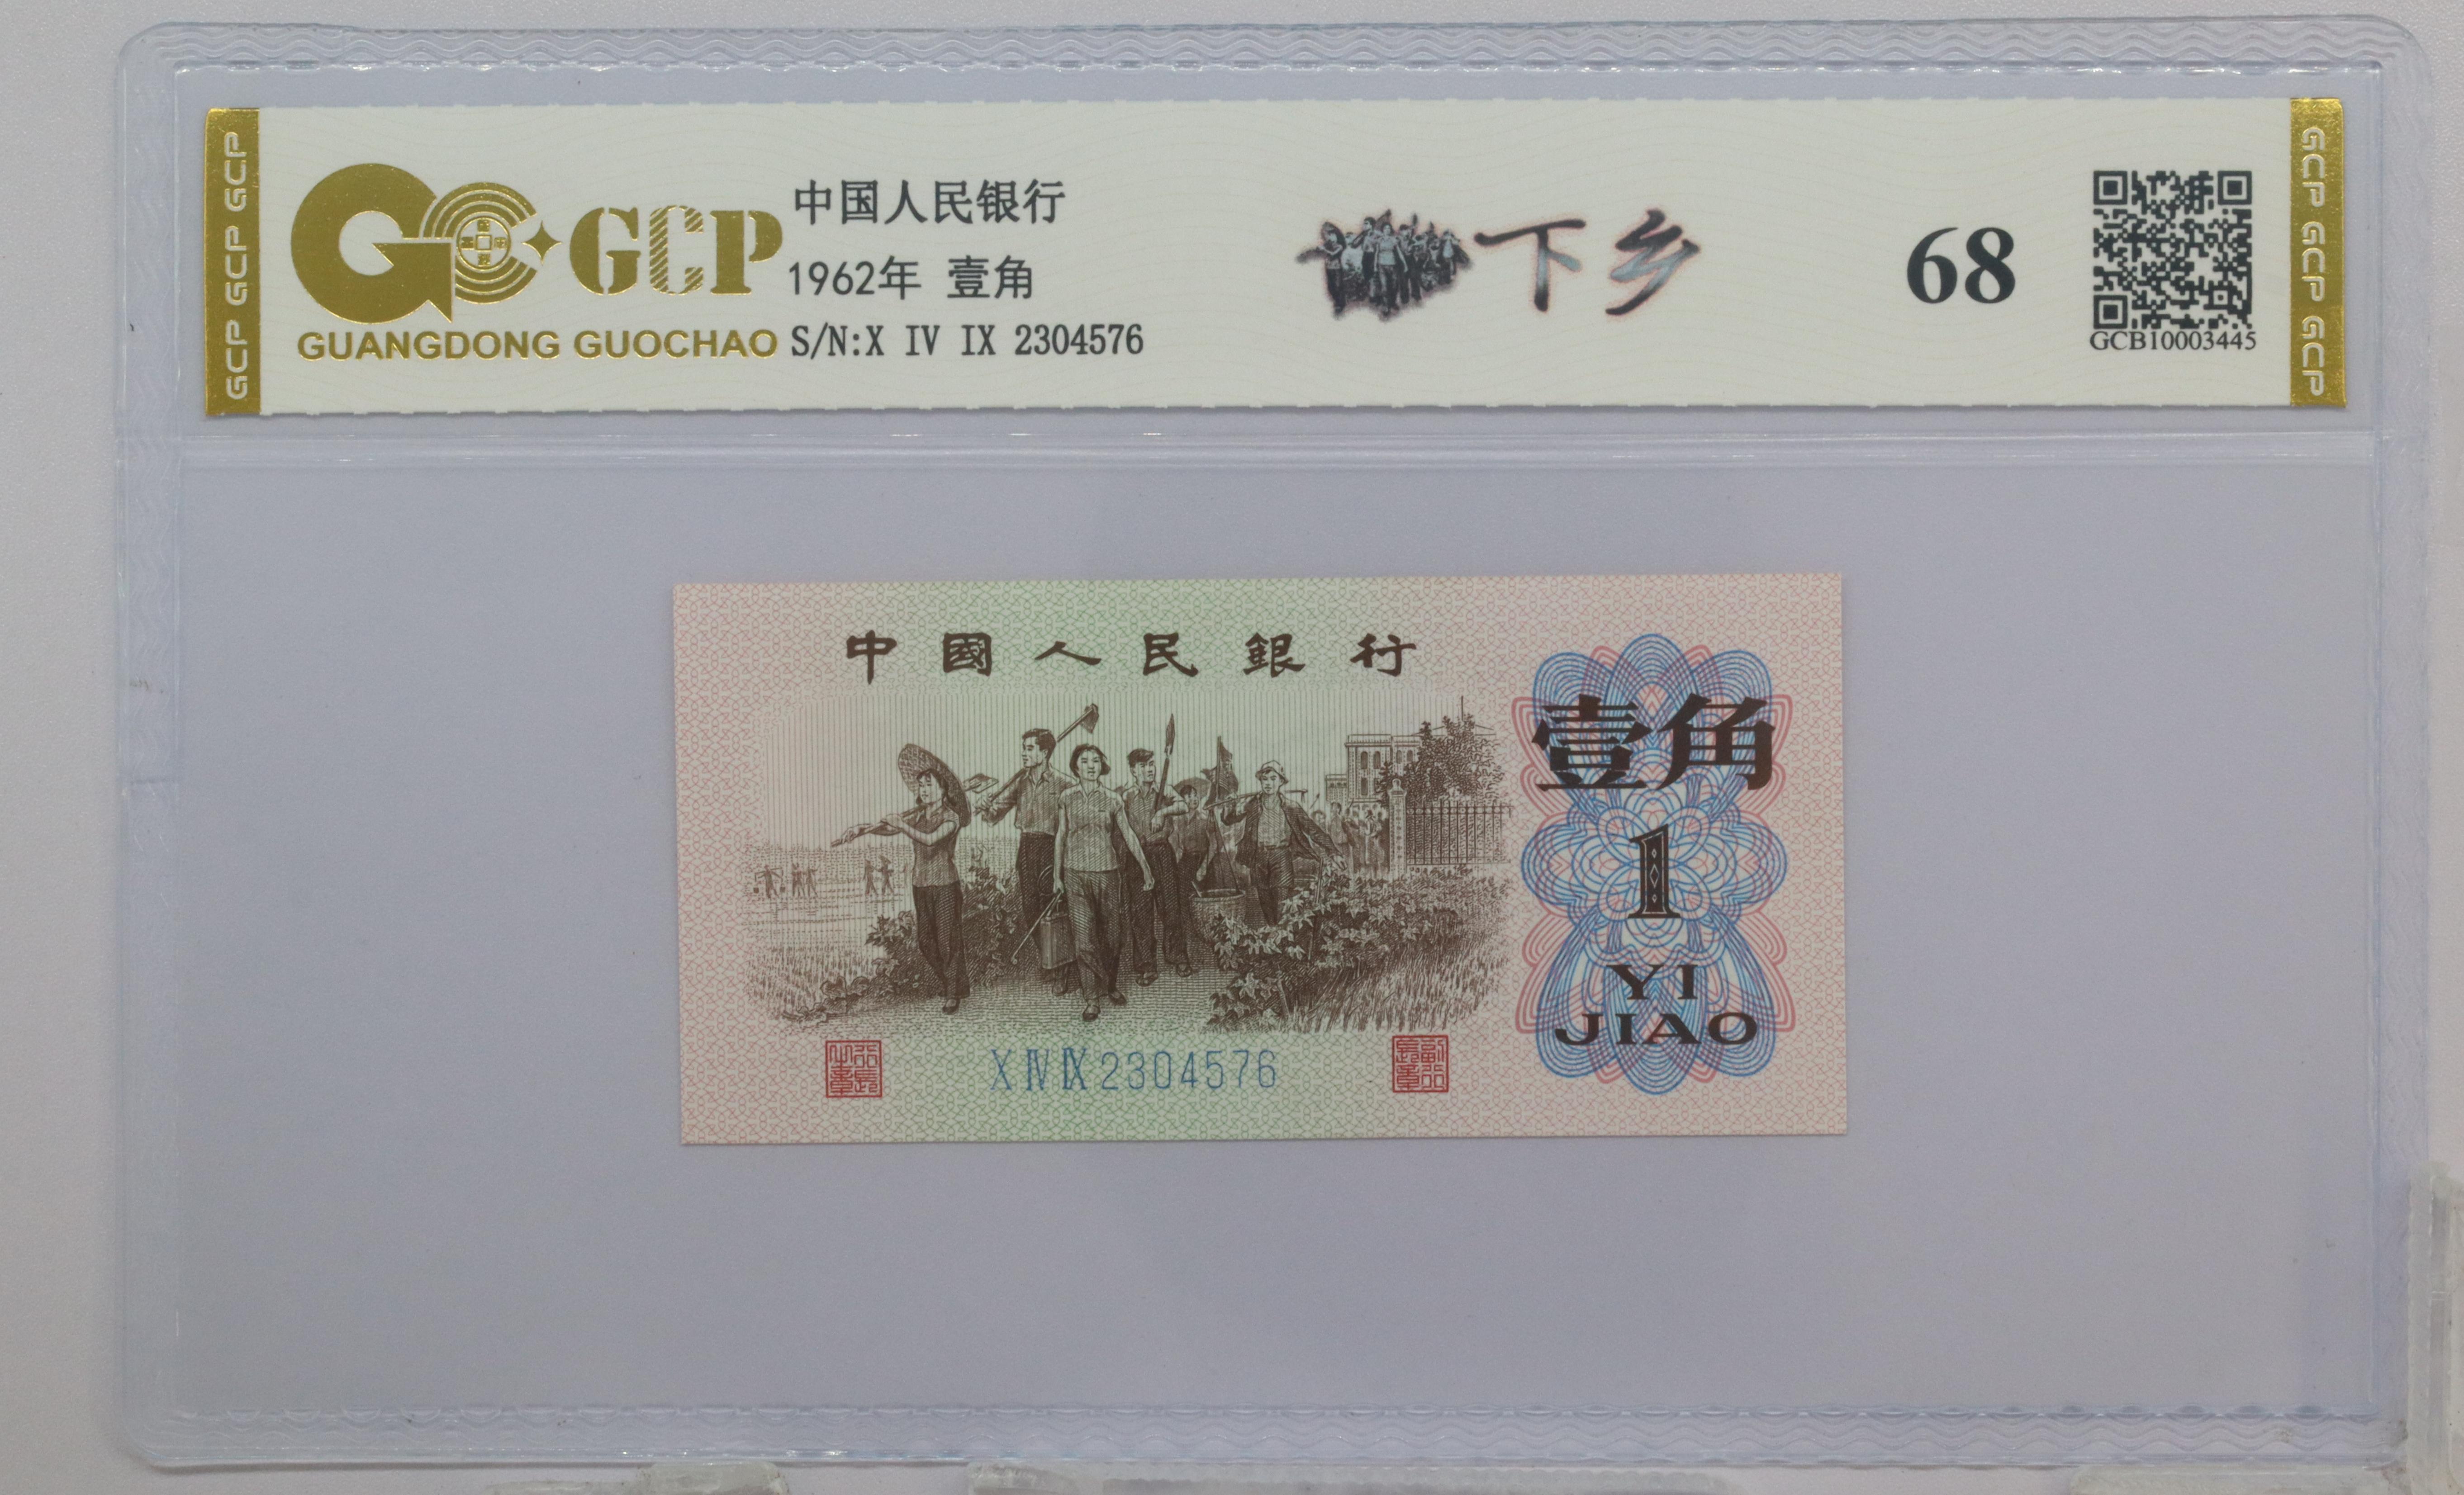 GCP GCP GCP
GCP
GUANGDONG GUOCHAO
中国人民银行
1962年 壹角
S/N:X IV IX 2304576
下乡
68
GCB10003445
GCP GCP GCP
中國人民銀行
壹角
1
YI
JIAO
X IV IX 2304576